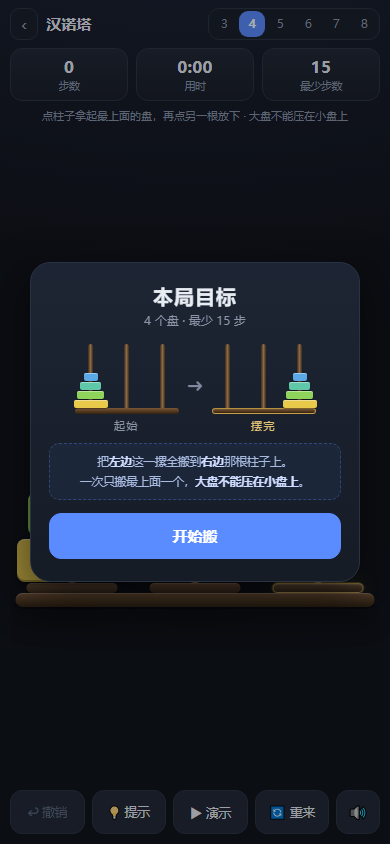 ‹ 汉诺塔 3 4 5 6 7 8
0 0:00 15
步数 用时 最少步数
点柱子拿起最上面的盘，再点另一根放下 · 大盘不能压在小盘上
本局目标
4 个盘 · 最少 15 步
→
起始 摆完
把左边这一摞全搬到右边那根柱子上。
一次只搬最上面一个，大盘不能压在小盘上。
开始搬
↩ 撤销 💡 提示 ▶ 演示 🔄 重来 🔊